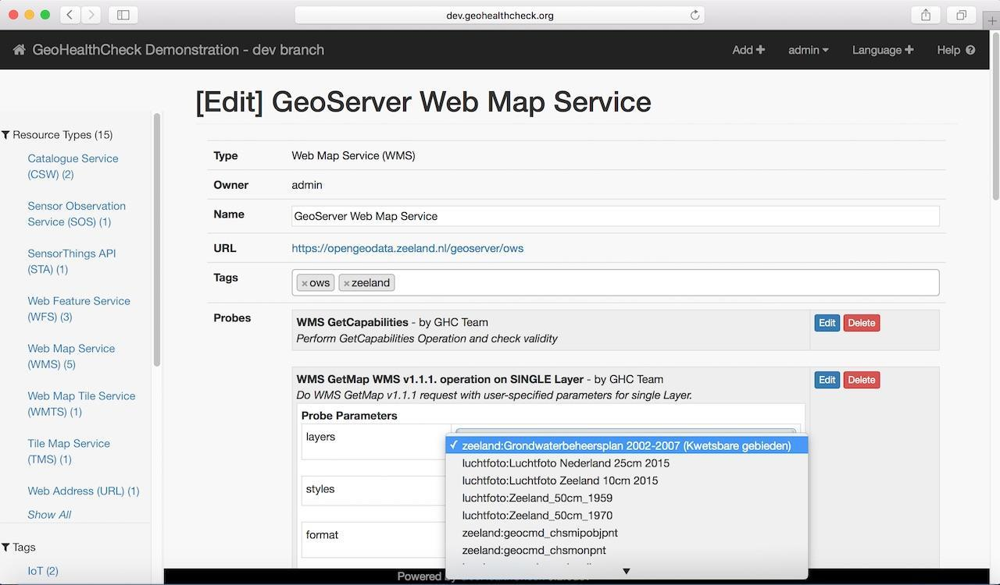 dev.geohealthcheck.org
GeoHealthCheck Demonstration - dev branch
Add
admin
Language
Help
[Edit] GeoServer Web Map Service
Resource Types (15)
Catalogue Service
(CSW) (2)
Sensor Observation
Service (SOS) (1)
SensorThings API
(STA) (1)
Web Feature Service
(WFS) (3)
Web Map Service
(WMS) (5)
Web Map Tile Service
(WMTS) (1)
Tile Map Service
(TMS) (1)
Web Address (URL) (1)
Show All
Tags
IoT (2)
Type Web Map Service (WMS)
Owner admin
Name GeoServer Web Map Service
URL https://opengeodata.zeeland.nl/geoserver/ows
Tags ×ows ×zeeland
Probes
WMS GetCapabilities - by GHC Team
Perform GetCapabilities Operation and check validity
Edit Delete
WMS GetMap WMS v1.1.1. operation on SINGLE Layer - by GHC Team
Do WMS GetMap v1.1.1 request with user-specified parameters for single Layer.
Edit Delete
Probe Parameters
layers
✓ zeeland:Grondwaterbeheersplan 2002-2007 (Kwetsbare gebieden)
luchtfoto:Luchtfoto Nederland 25cm 2015
luchtfoto:Luchtfoto Zeeland 10cm 2015
luchtfoto:Zeeland_50cm_1959
luchtfoto:Zeeland_50cm_1970
zeeland:geocmd_chsmipobjpnt
zeeland:geocmd_chsmonpnt
styles
format
Powered